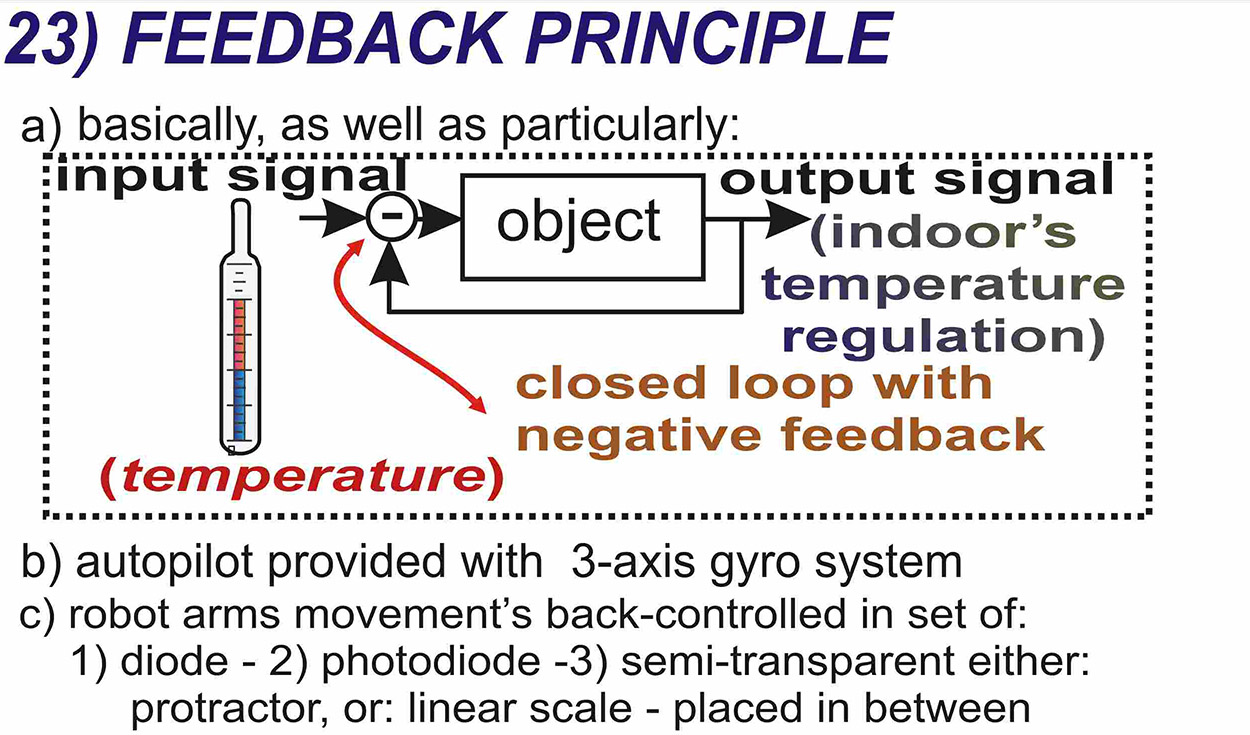 23) FEEDBACK PRINCIPLE
a) basically, as well as particularly:
input signal
output signal
-
object
(indoor's
temperature
regulation)
closed loop with
negative feedback
(temperature)
b) autopilot provided with 3-axis gyro system
c) robot arms movement's back-controlled in set of:
1) diode - 2) photodiode -3) semi-transparent either:
protractor, or: linear scale - placed in between